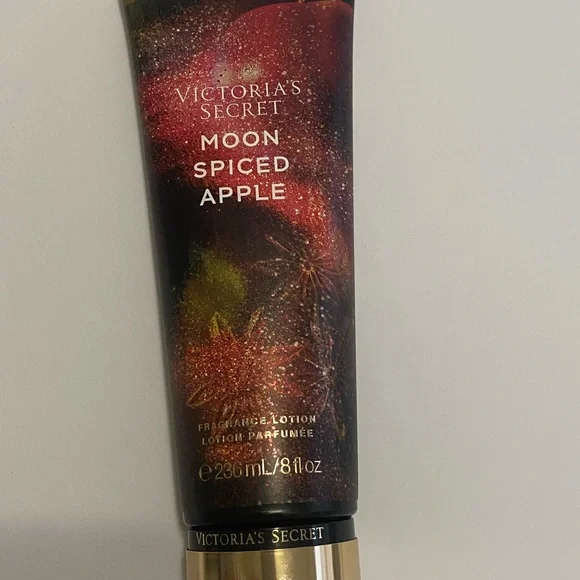 VICTORIA'S
SECRET
MOON
SPICED
APPLE
FRAGRANCE LOTION
LOTION PARFUMÉE
℮ 236 mL/8 fl oz
VICTORIA'S SECRET